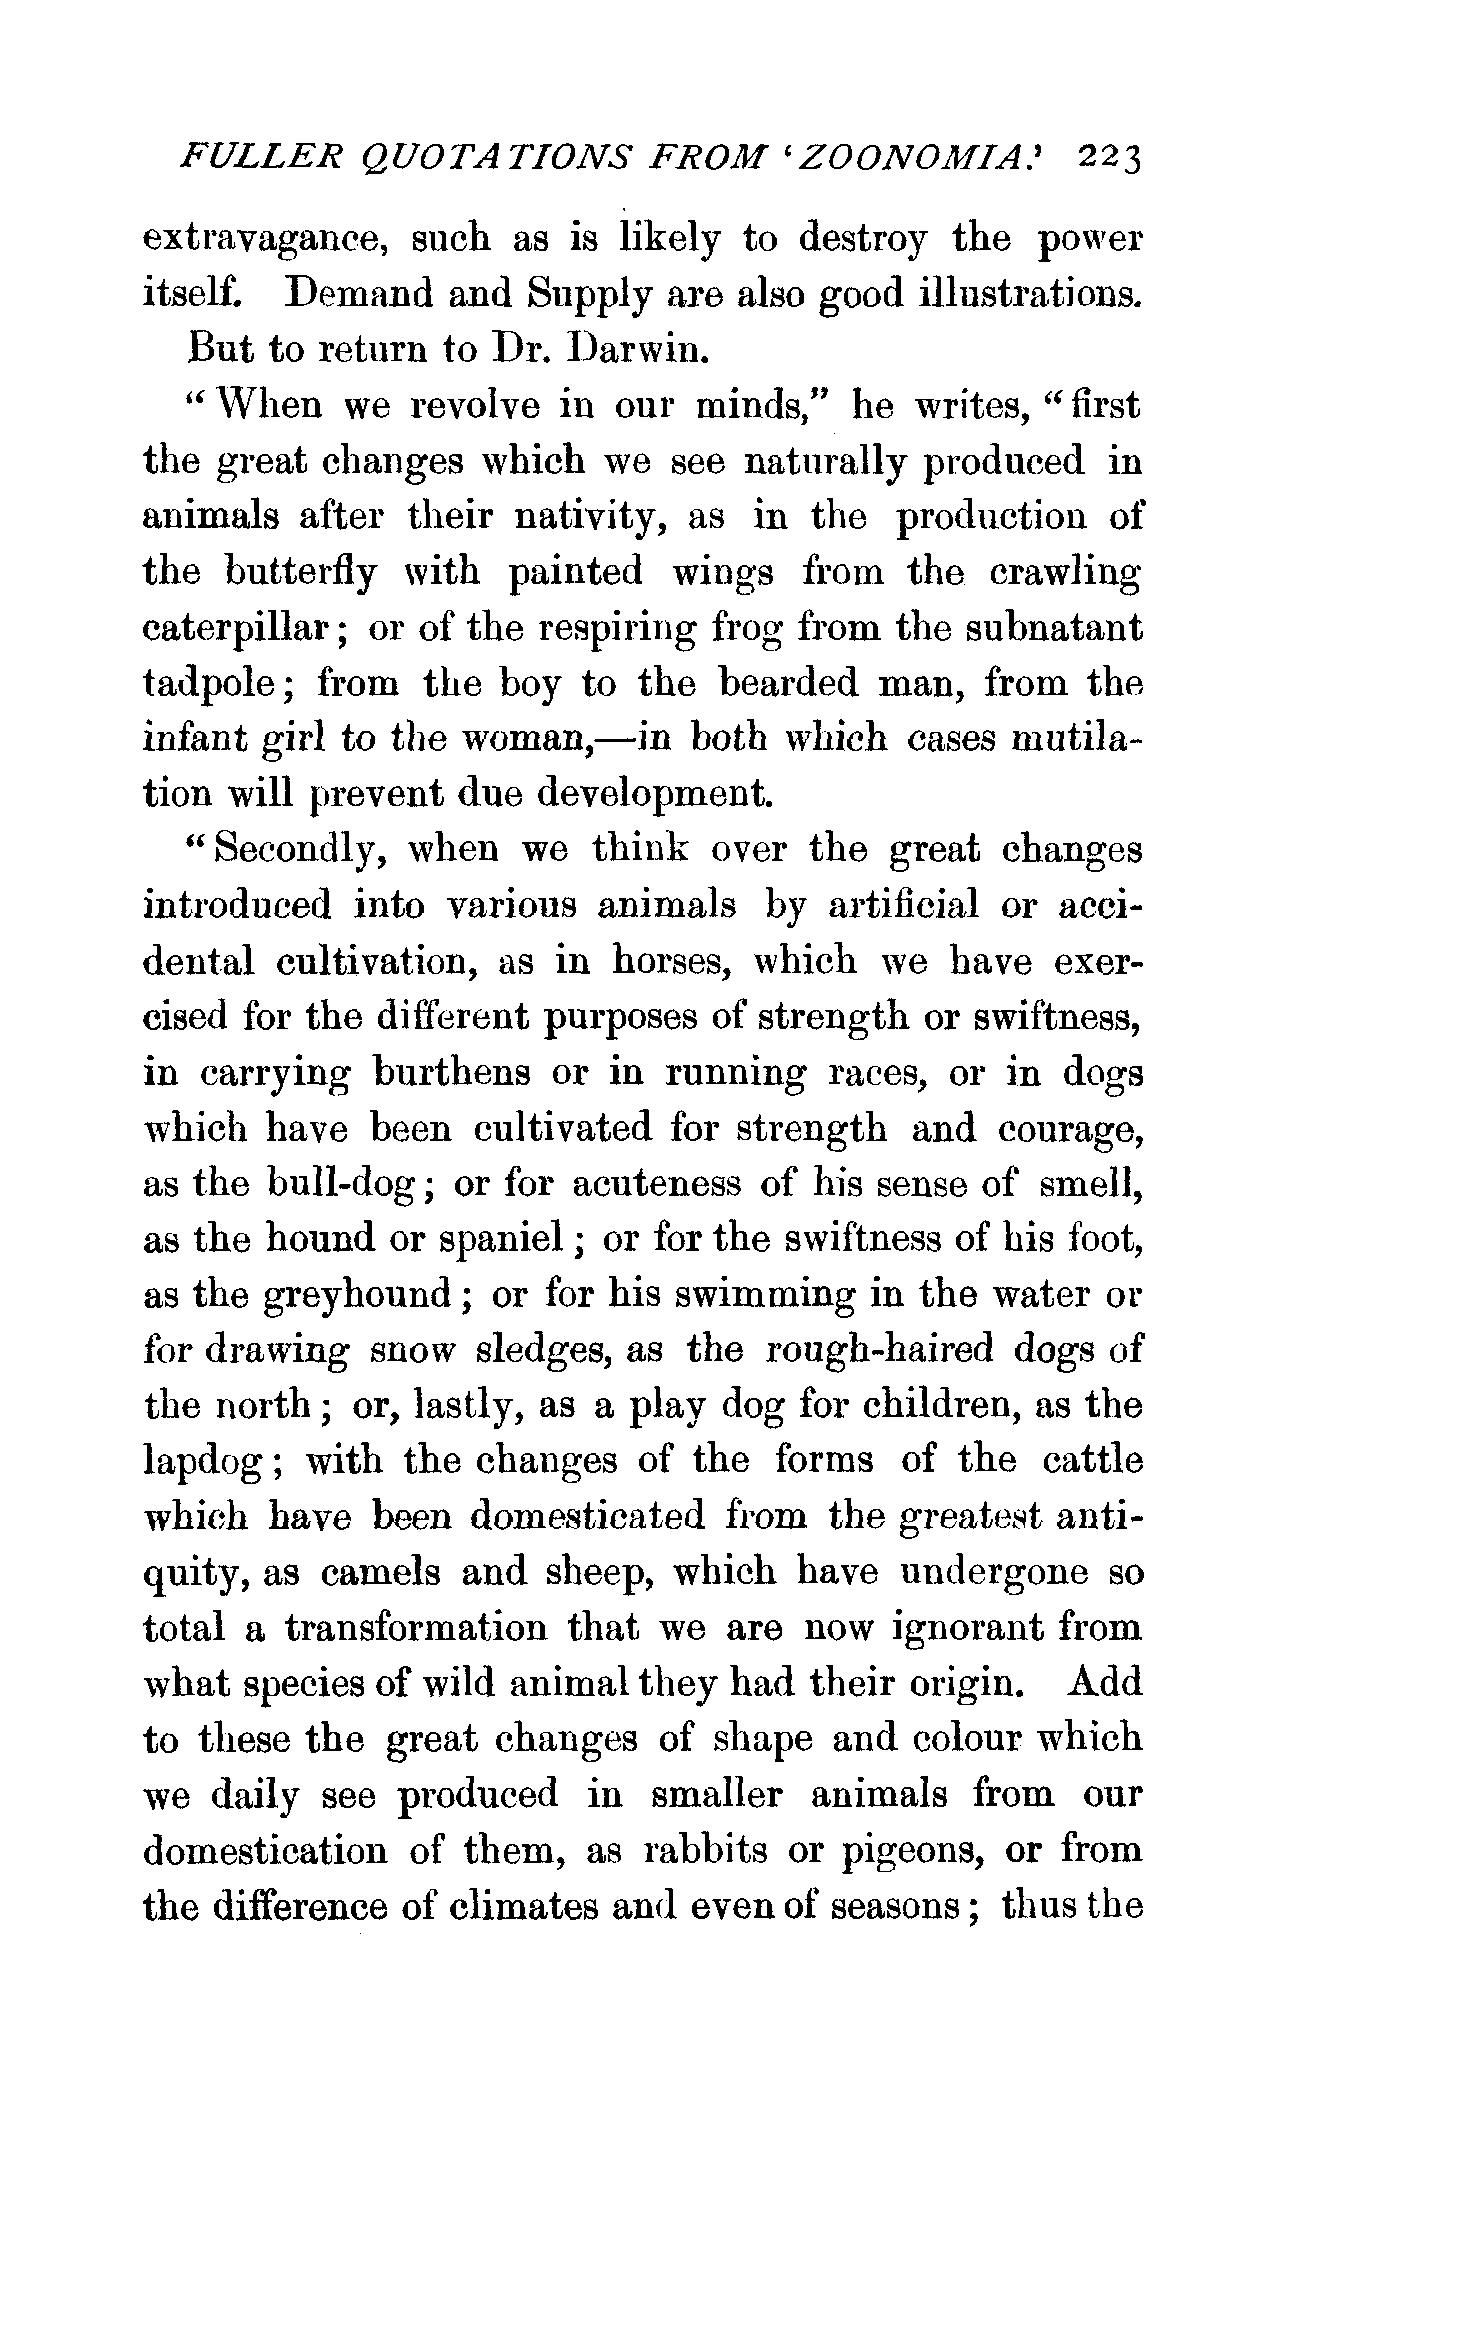 FULLER QUOTATIONS FROM 'ZOONOMIA.' 223
extravagance, such as is likely to destroy the power
itself. Demand and Supply are also good illustrations.
But to return to Dr. Darwin.
"When we revolve in our minds," he writes, "first
the great changes which we see naturally produced in
animals after their nativity, as in the production of
the butterfly with painted wings from the crawling
caterpillar; or of the respiring frog from the subnatant
tadpole; from the boy to the bearded man, from the
infant girl to the woman,—in both which cases mutila-
tion will prevent due development.
"Secondly, when we think over the great changes
introduced into various animals by artificial or acci-
dental cultivation, as in horses, which we have exer-
cised for the different purposes of strength or swiftness,
in carrying burthens or in running races, or in dogs
which have been cultivated for strength and courage,
as the bull-dog; or for acuteness of his sense of smell,
as the hound or spaniel; or for the swiftness of his foot,
as the greyhound; or for his swimming in the water or
for drawing snow sledges, as the rough-haired dogs of
the north; or, lastly, as a play dog for children, as the
lapdog; with the changes of the forms of the cattle
which have been domesticated from the greatest anti-
quity, as camels and sheep, which have undergone so
total a transformation that we are now ignorant from
what species of wild animal they had their origin. Add
to these the great changes of shape and colour which
we daily see produced in smaller animals from our
domestication of them, as rabbits or pigeons, or from
the difference of climates and even of seasons; thus the